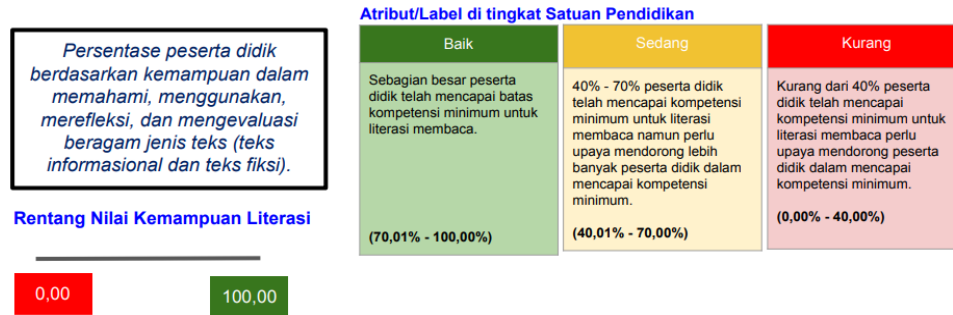 Persentase peserta didik
berdasarkan kemampuan dalam
memahami, menggunakan,
merefleksi, dan mengevaluasi
beragam jenis teks (teks
informasional dan teks fiksi).
Rentang Nilai Kemampuan Literasi
0,00
100,00
Atribut/Label di tingkat Satuan Pendidikan
Baik
Sebagian besar peserta
didik telah mencapai batas
kompetensi minimum untuk
literasi membaca.
(70,01% - 100,00%)
Sedang
40% - 70% peserta didik
telah mencapai kompetensi
minimum untuk literasi
membaca namun perlu
upaya mendorong lebih
banyak peserta didik dalam
mencapai kompetensi
minimum.
(40,01% - 70,00%)
Kurang
Kurang dari 40% peserta
didik telah mencapai
kompetensi minimum untuk
literasi membaca perlu
upaya mendorong peserta
didik dalam mencapai
kompetensi minimum.
(0,00% - 40,00%)